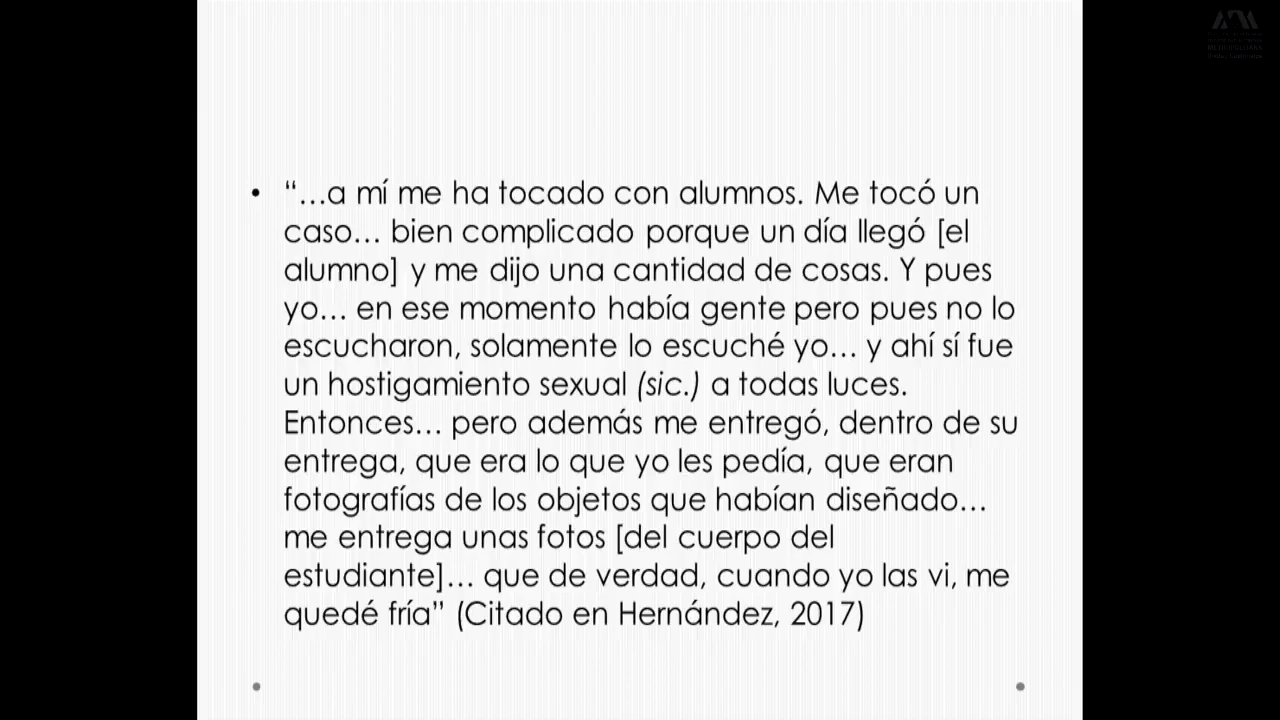 • “...a mí me ha tocado con alumnos. Me tocó un
caso... bien complicado porque un día llegó [el
alumno] y me dijo una cantidad de cosas. Y pues
yo... en ese momento había gente pero pues no lo
escucharon, solamente lo escuché yo... y ahí sí fue
un hostigamiento sexual (sic.) a todas luces.
Entonces... pero además me entregó, dentro de su
entrega, que era lo que yo les pedía, que eran
fotografías de los objetos que habían diseñado...
me entrega unas fotos [del cuerpo del
estudiante]... que de verdad, cuando yo las vi, me
quedé fría” (Citado en Hernández, 2017)
METROPOLITANA